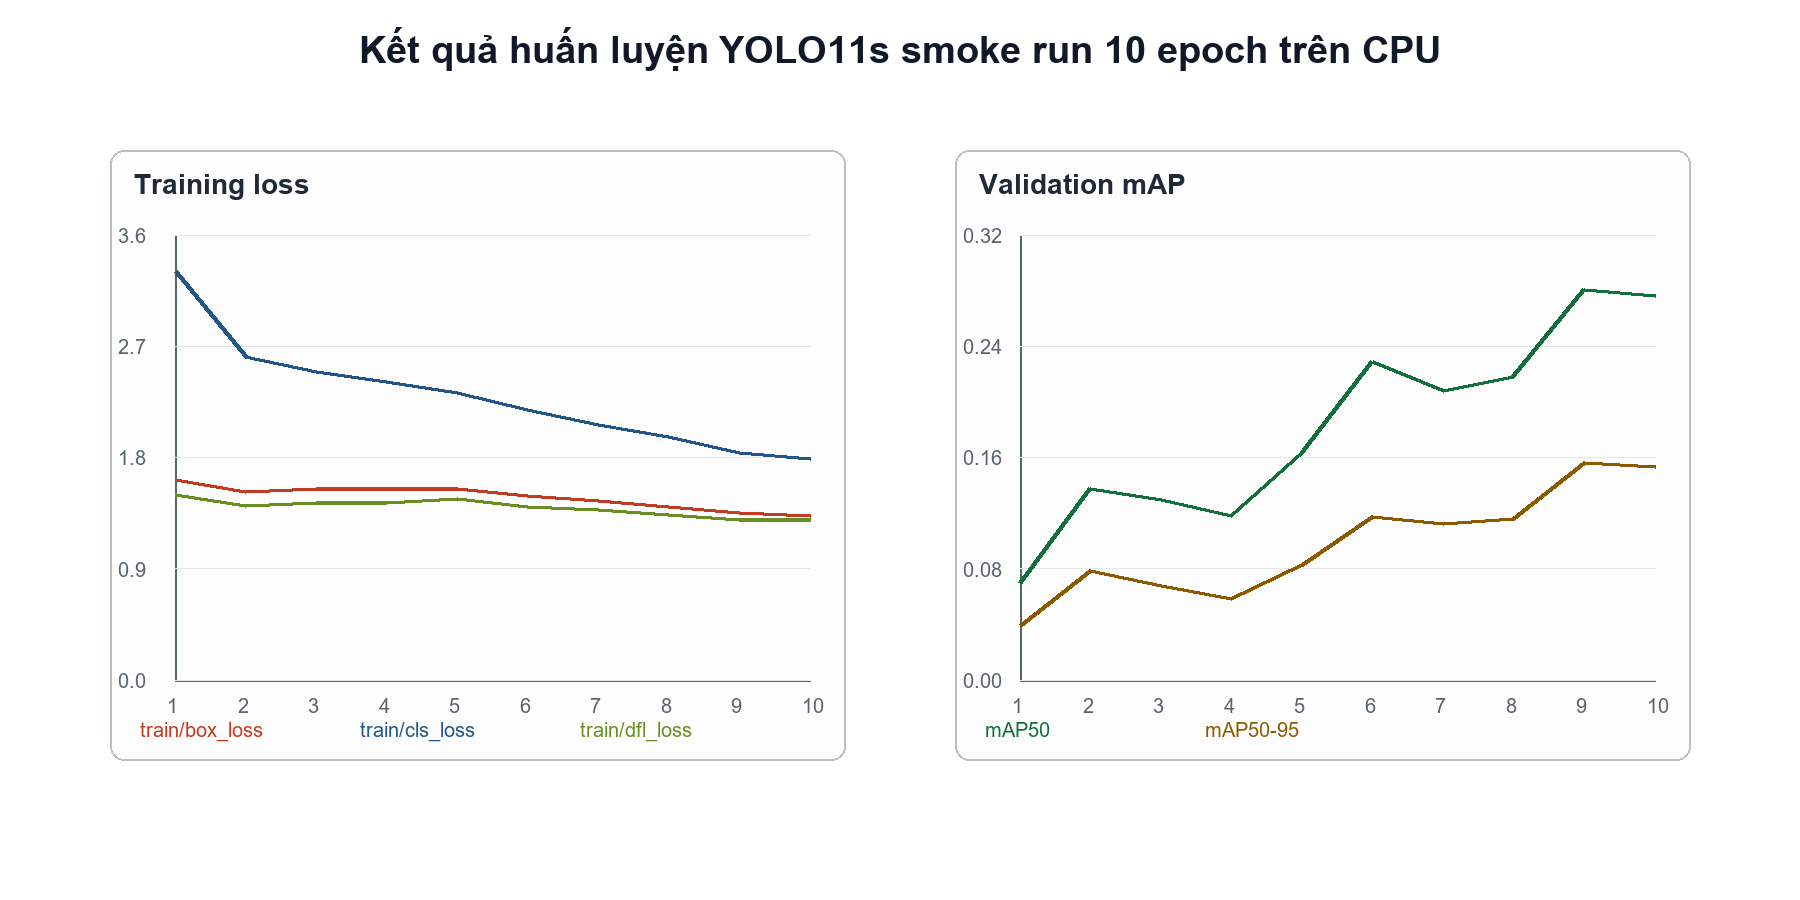 Kết quả huấn luyện YOLO11s smoke run 10 epoch trên CPU
Training loss
3.6
2.7
1.8
0.9
0.0
1 2 3 4 5 6 7 8 9 10
train/box_loss train/cls_loss train/dfl_loss
Validation mAP
0.32
0.24
0.16
0.08
0.00
1 2 3 4 5 6 7 8 9 10
mAP50 mAP50-95